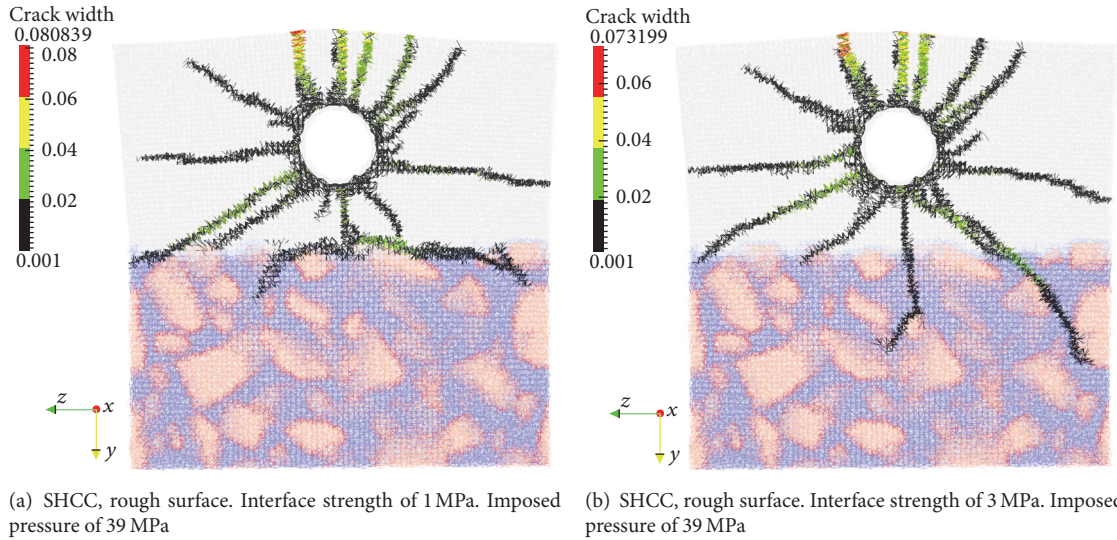 Crack width
0.080839
0.08
0.06
0.04
0.02
0.001
z
x
y
(a) SHCC, rough surface. Interface strength of 1 MPa. Imposed
pressure of 39 MPa
Crack width
0.073199
0.06
0.04
0.02
0.001
z
x
y
(b) SHCC, rough surface. Interface strength of 3 MPa. Imposed
pressure of 39 MPa